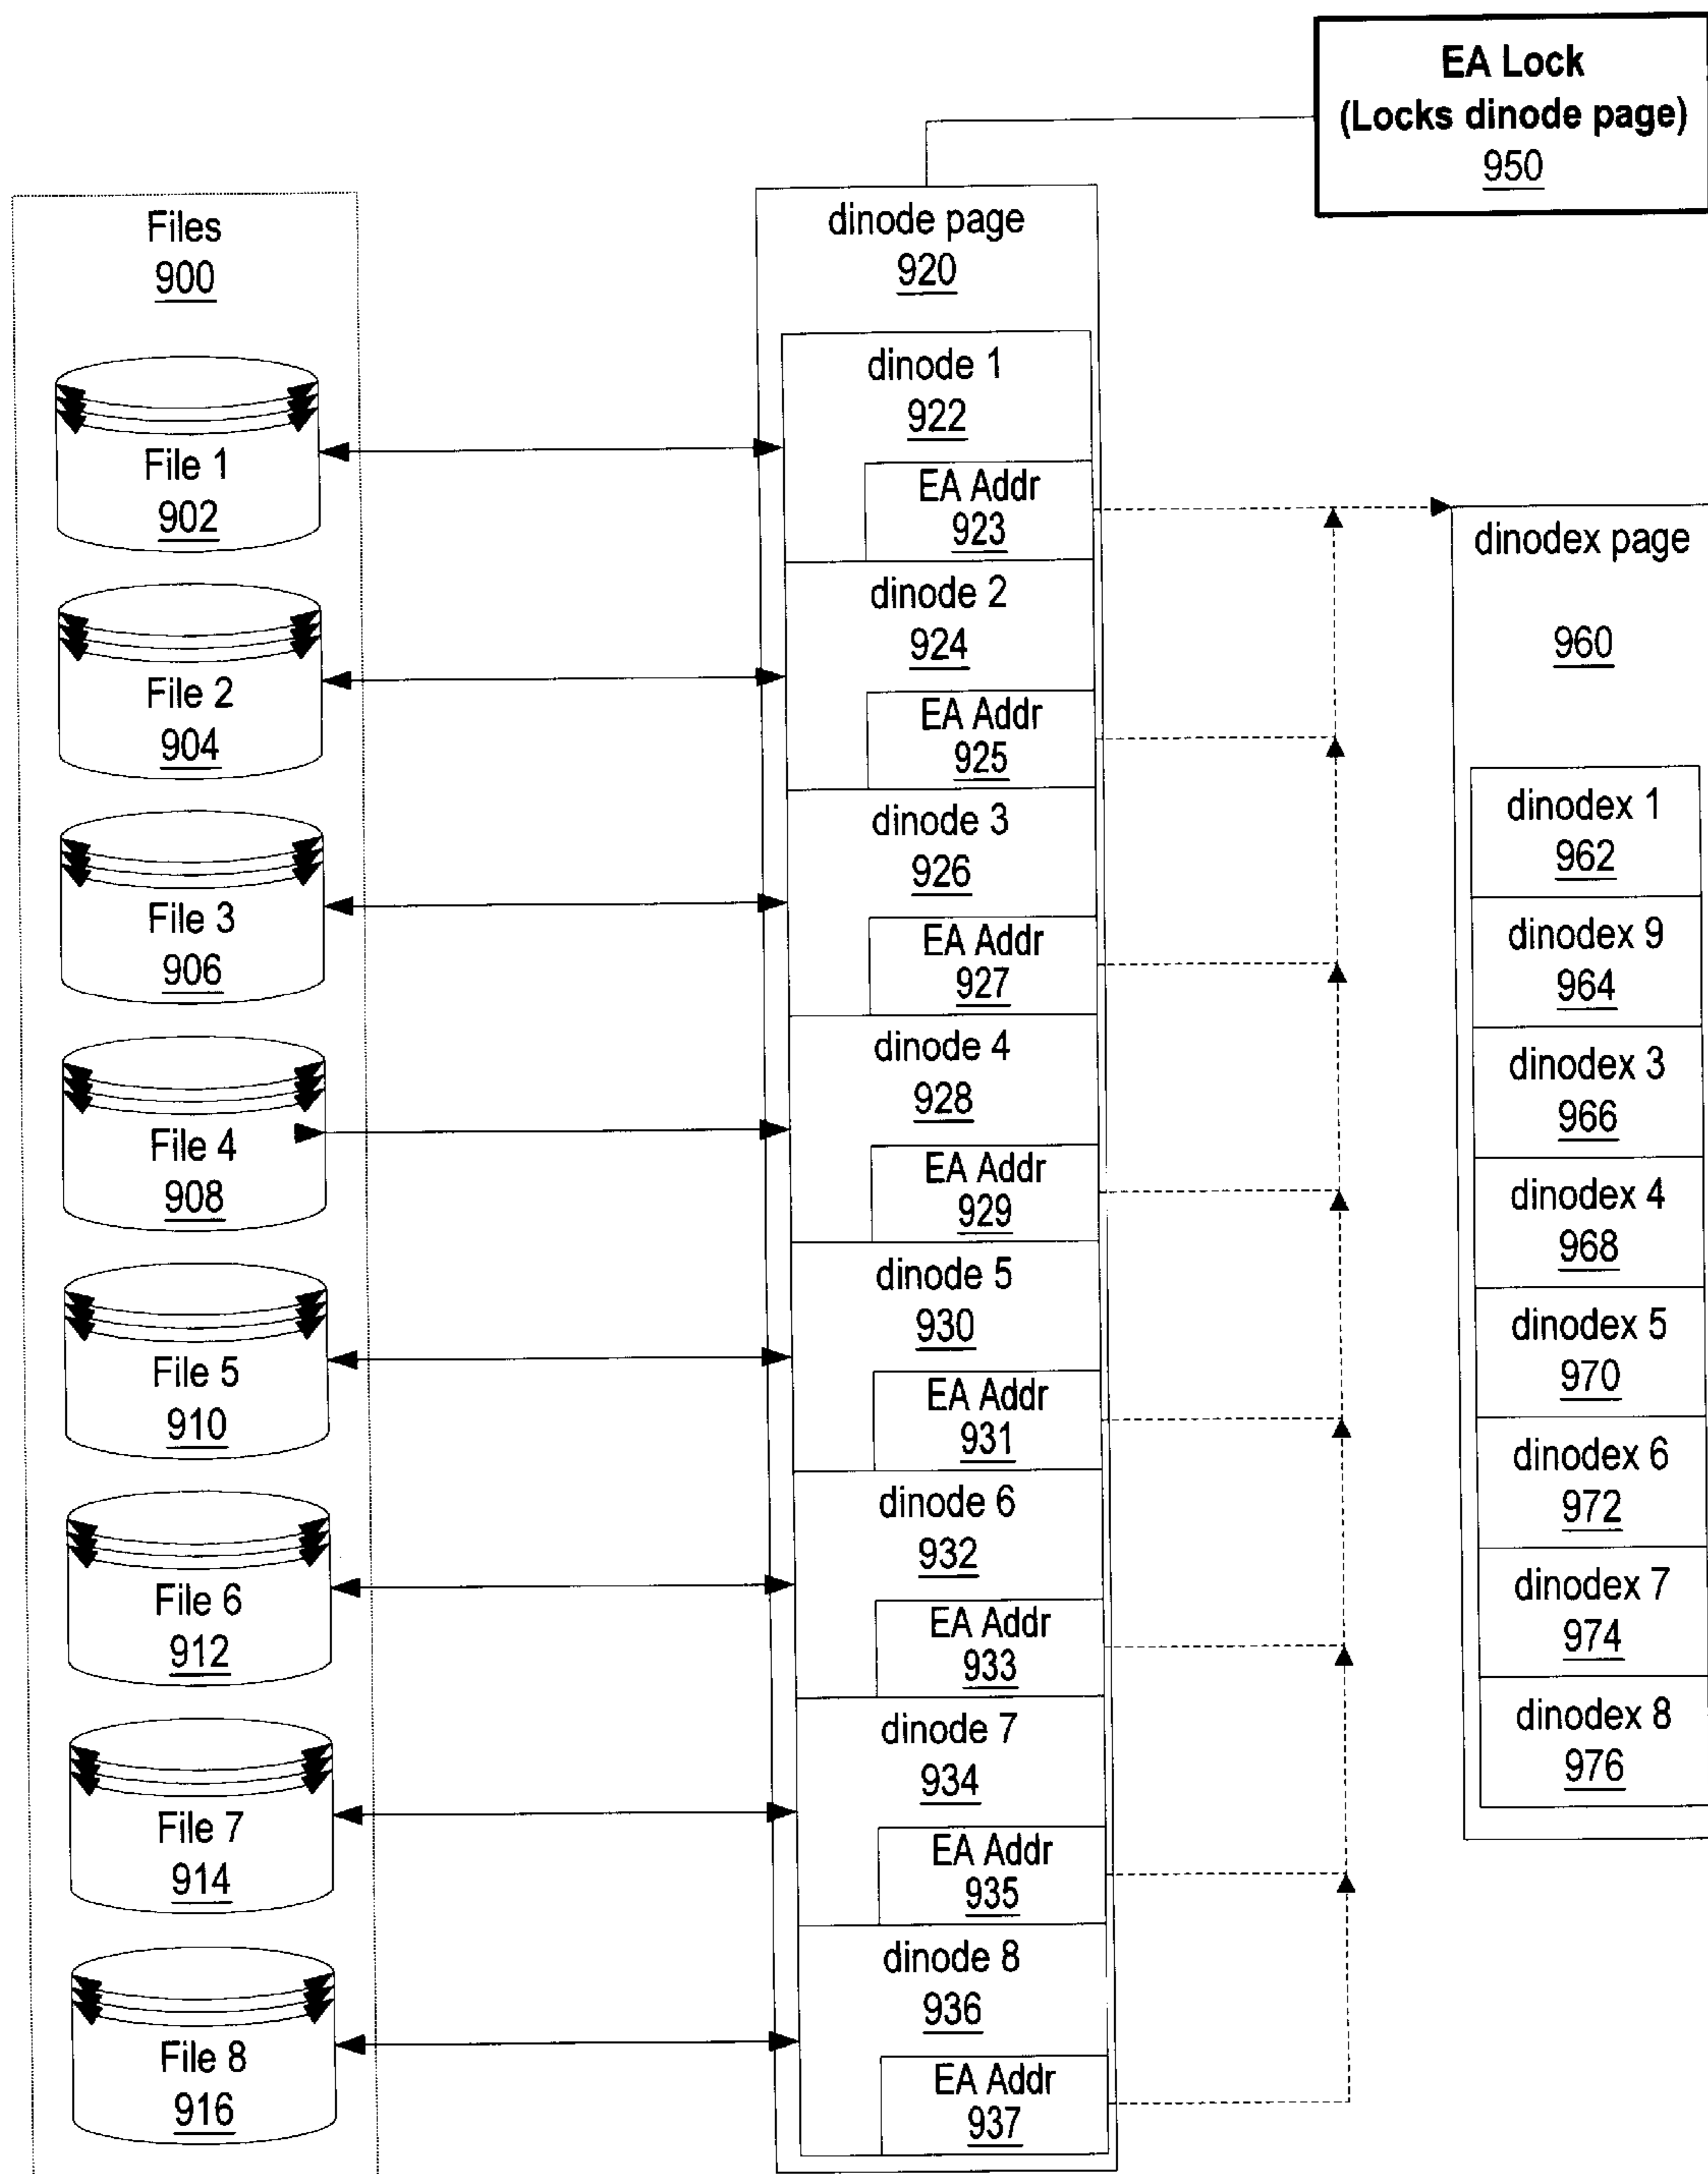 EA Lock
(Locks dinode page)
950
Files
900
File 1
902
File 2
904
File 3
906
File 4
908
File 5
910
File 6
912
File 7
914
File 8
916
dinode page
920
dinode 1
922
EA Addr
923
dinode 2
924
EA Addr
925
dinode 3
926
EA Addr
927
dinode 4
928
EA Addr
929
dinode 5
930
EA Addr
931
dinode 6
932
EA Addr
933
dinode 7
934
EA Addr
935
dinode 8
936
EA Addr
937
dinodex page
960
dinodex 1
962
dinodex 9
964
dinodex 3
966
dinodex 4
968
dinodex 5
970
dinodex 6
972
dinodex 7
974
dinodex 8
976